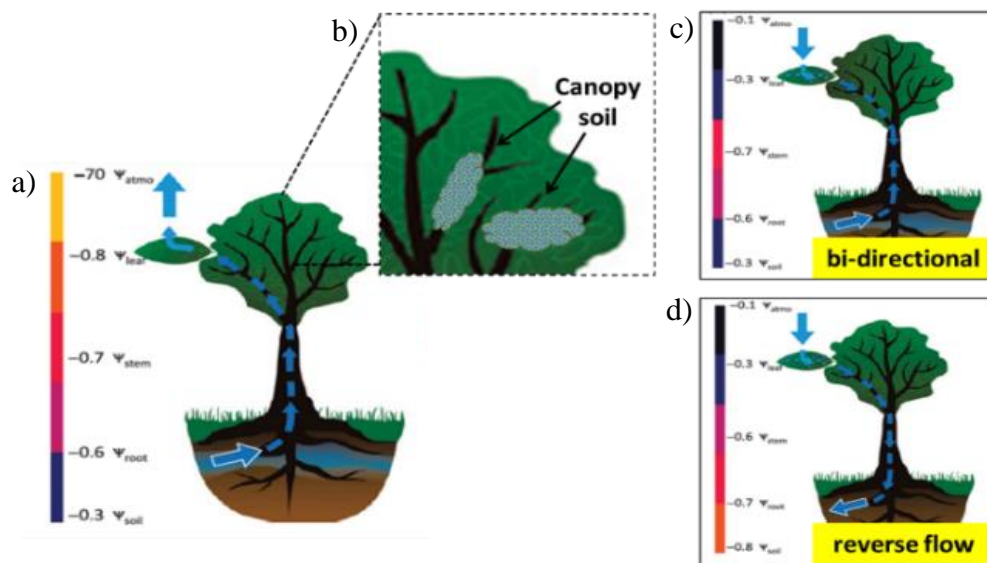 a)
−70 Ψatmo
−0.8 Ψleaf
−0.7 Ψstem
−0.6 Ψroot
−0.3 Ψsoil
b)
Canopy
soil
c)
−0.1 Ψatmo
−0.3 Ψleaf
−0.7 Ψstem
−0.6 Ψroot
−0.3 Ψsoil
bi-directional
d)
−0.1 Ψatmo
−0.3 Ψleaf
−0.6 Ψstem
−0.7 Ψroot
−0.8 Ψsoil
reverse flow